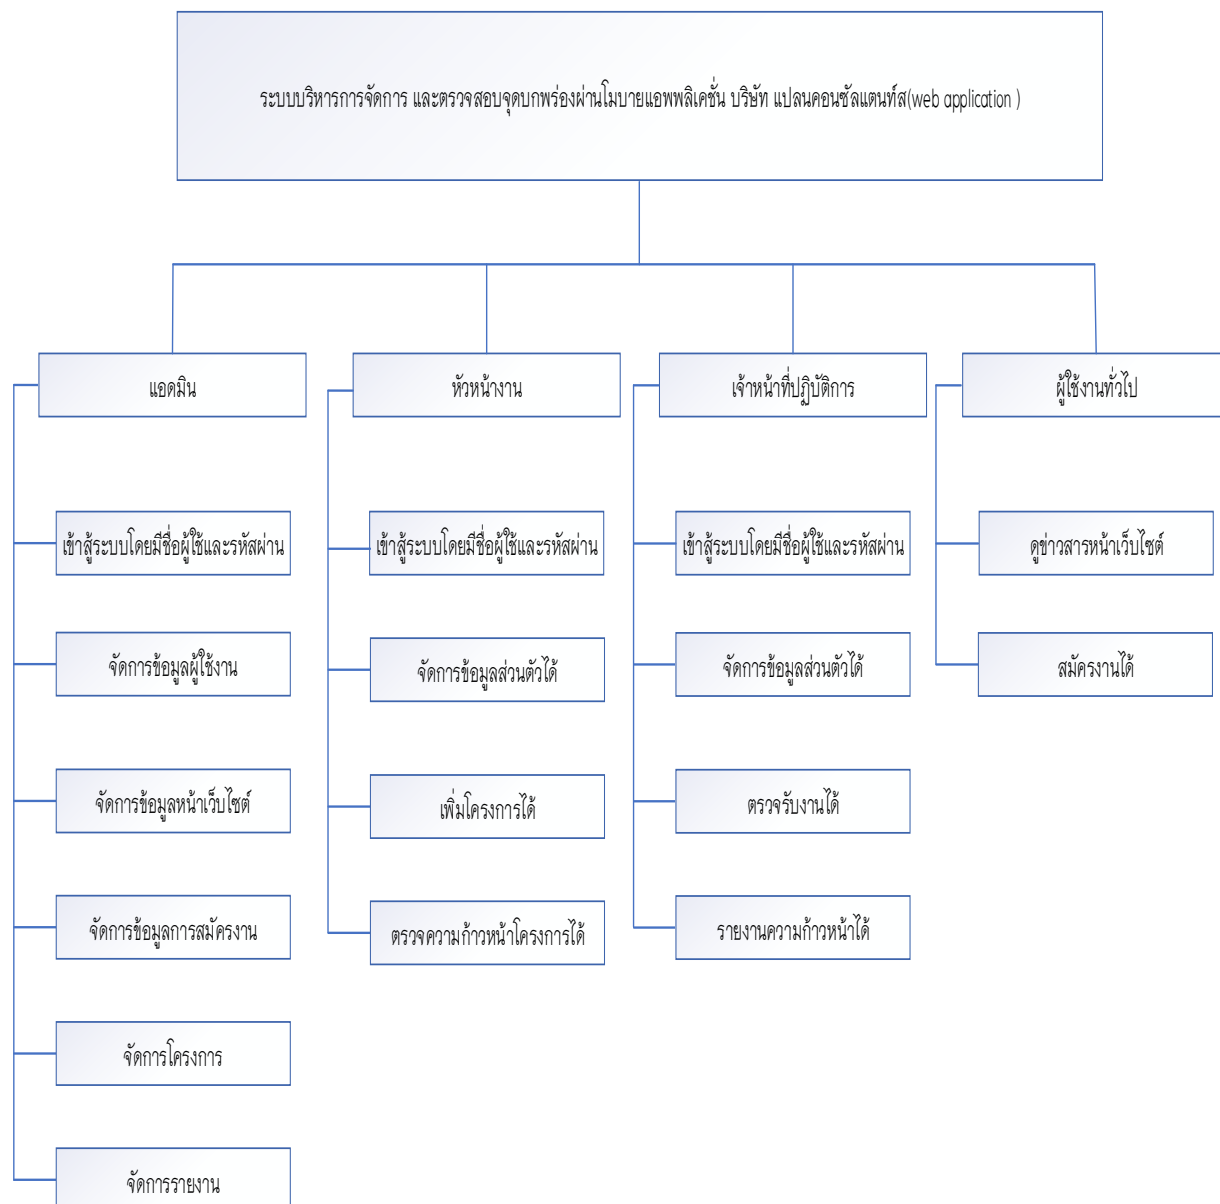 ระบบบริหารการจัดการ และตรวจสอบจุดบกพร่องผ่านโมบายแอพพลิเคชั่น บริษัท แปลนคอนซัลแตนท์ส(web application )
แอดมิน
เข้าสู้ระบบโดยมีชื่อผู้ใช้และรหัสผ่าน
จัดการข้อมูลผู้ใช้งาน
จัดการข้อมูลหน้าเว็บไซต์
จัดการข้อมูลการสมัครงาน
จัดการโครงการ
จัดการรายงาน
หัวหน้างาน
เข้าสู้ระบบโดยมีชื่อผู้ใช้และรหัสผ่าน
จัดการข้อมูลส่วนตัวได้
เพิ่มโครงการได้
ตรวจความก้าวหน้าโครงการได้
เจ้าหน้าที่ปฏิบัติการ
เข้าสู้ระบบโดยมีชื่อผู้ใช้และรหัสผ่าน
จัดการข้อมูลส่วนตัวได้
ตรวจรับงานได้
รายงานความก้าวหน้าได้
ผู้ใช้งานทั่วไป
ดูข่าวสารหน้าเว็บไซต์
สมัครงานได้